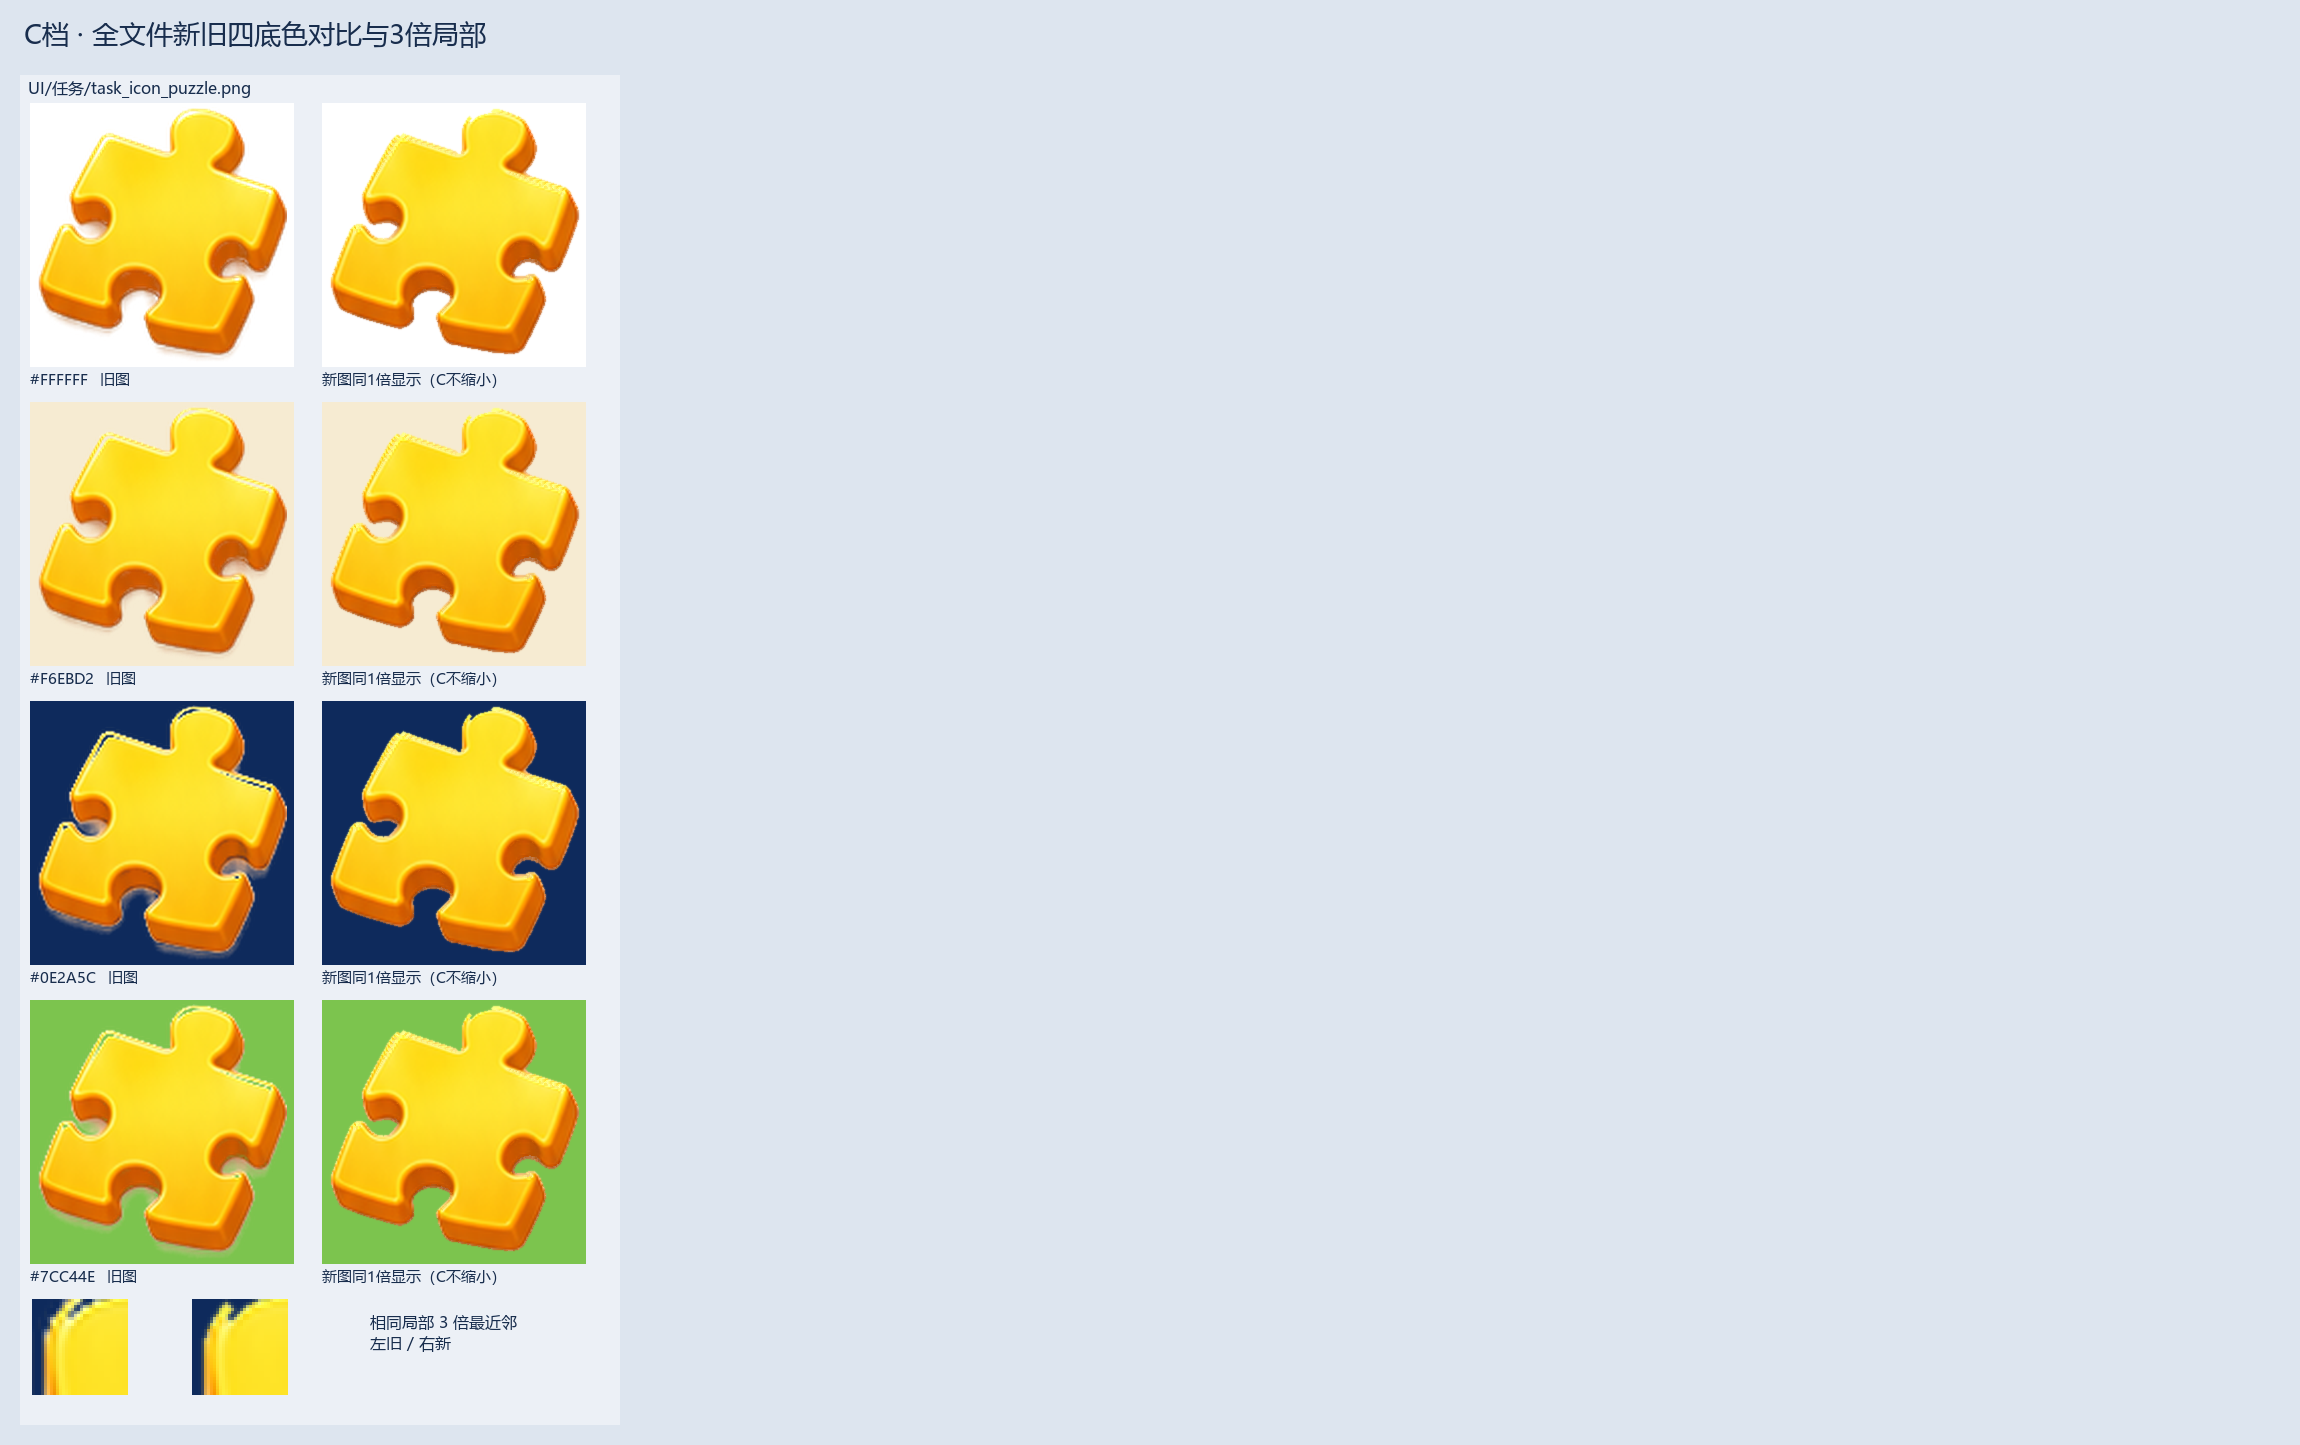 C档 · 全文件新旧四底色对比与3倍局部
UI/任务/task_icon_puzzle.png
#FFFFFF 旧图
新图同1倍显示（C不缩小）
#F6EBD2 旧图
新图同1倍显示（C不缩小）
#0E2A5C 旧图
新图同1倍显示（C不缩小）
#7CC44E 旧图
新图同1倍显示（C不缩小）
相同局部 3 倍最近邻
左旧 / 右新